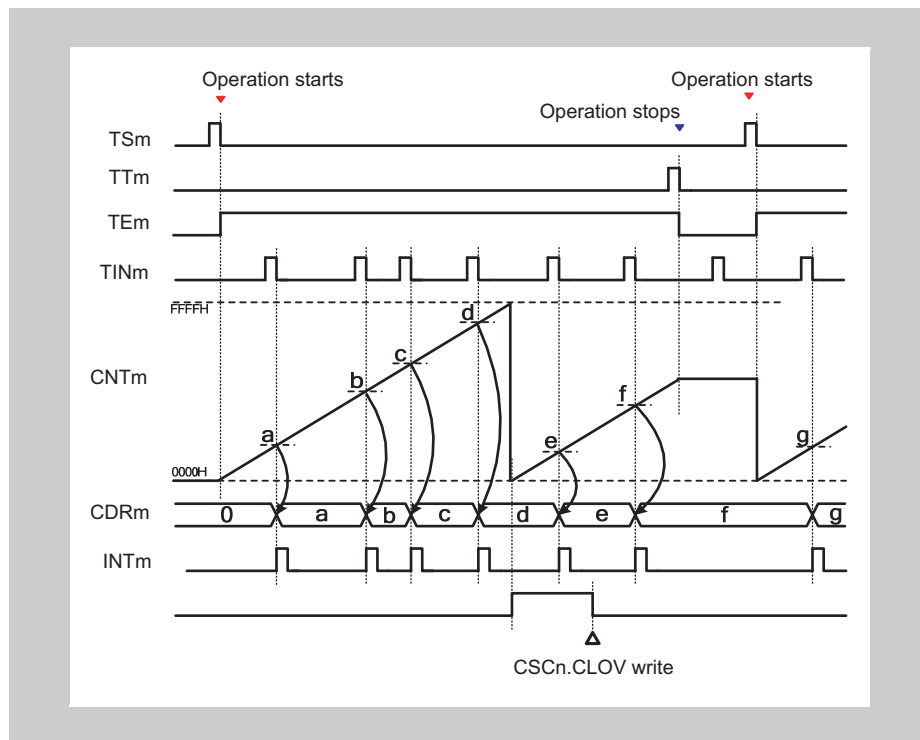 Operation starts
Operation starts
Operation stops
TSm
TTm
TEm
TINm
FFFFH
d
c
CNTm
b
f
a
e
g
0000H
CDRm 0 a b c d e f g
INTm
CSCn.CLOV write